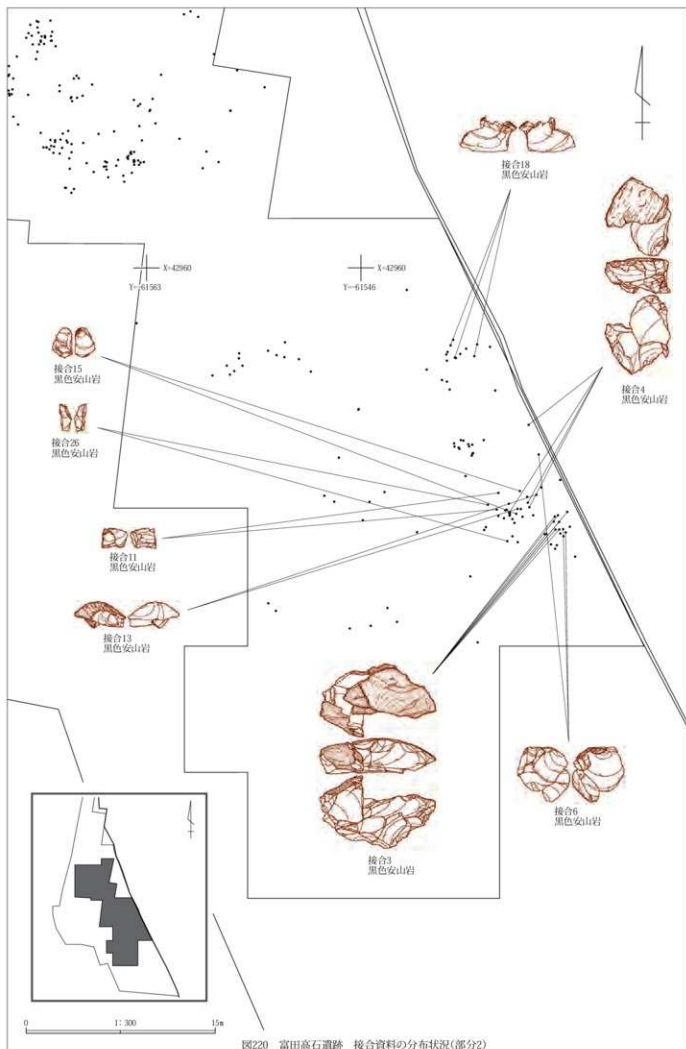 接合18
黒色安山岩
接合4
黒色安山岩
X=42960
Y=-61563
X=42960
Y=-61546
接合15
黒色安山岩
接合26
黒色安山岩
接合11
黒色安山岩
接合13
黒色安山岩
接合3
黒色安山岩
接合6
黒色安山岩
0 1:300 15m
図220 富田高石遺跡 接合資料の分布状況(部分2)